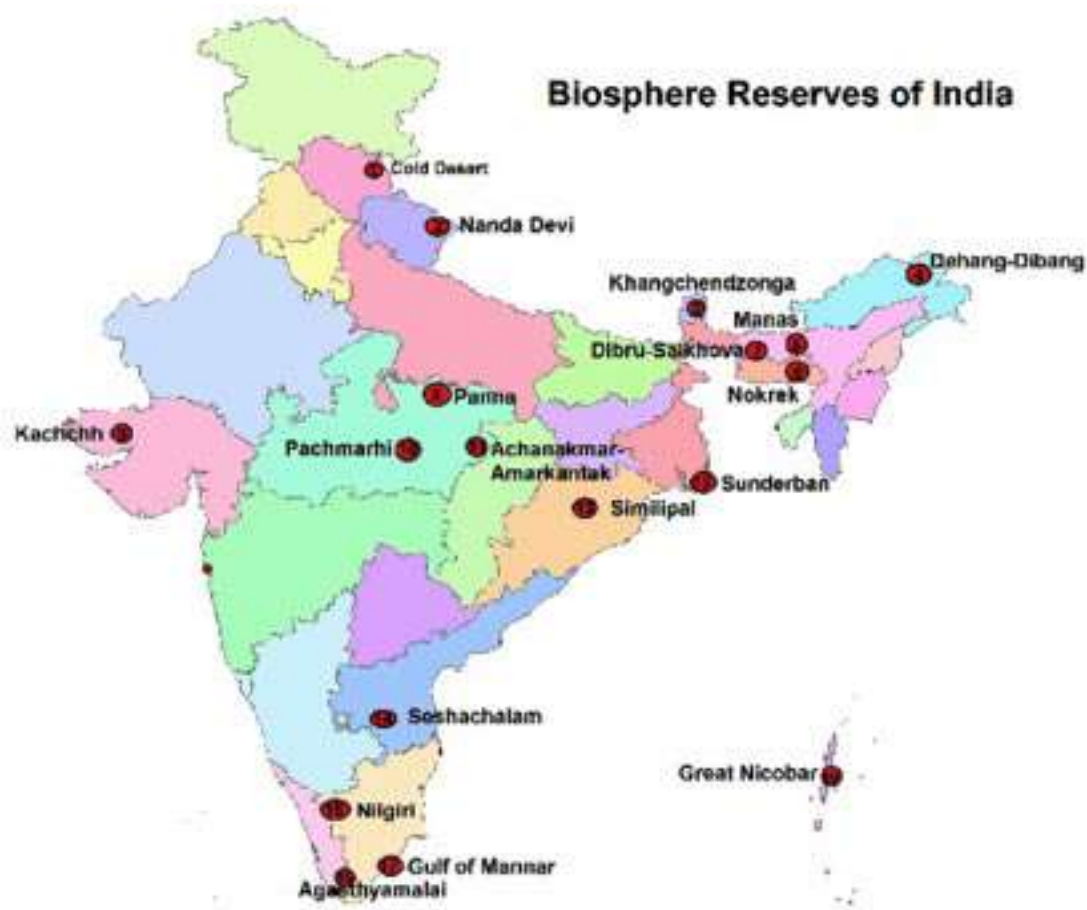 Biosphere Reserves of India
Cold Desert
Nanda Devi
Dehang-Dibang
Khangchendzonga
Manas
Dibru-Saikhova
Nokrek
Panna
Kachchh
Pachmarhi
Achanakmar-
Amarkantak
Sunderban
Similipal
Seshachalam
Great Nicobar
Nilgiri
Gulf of Mannar
Agasthyamalai